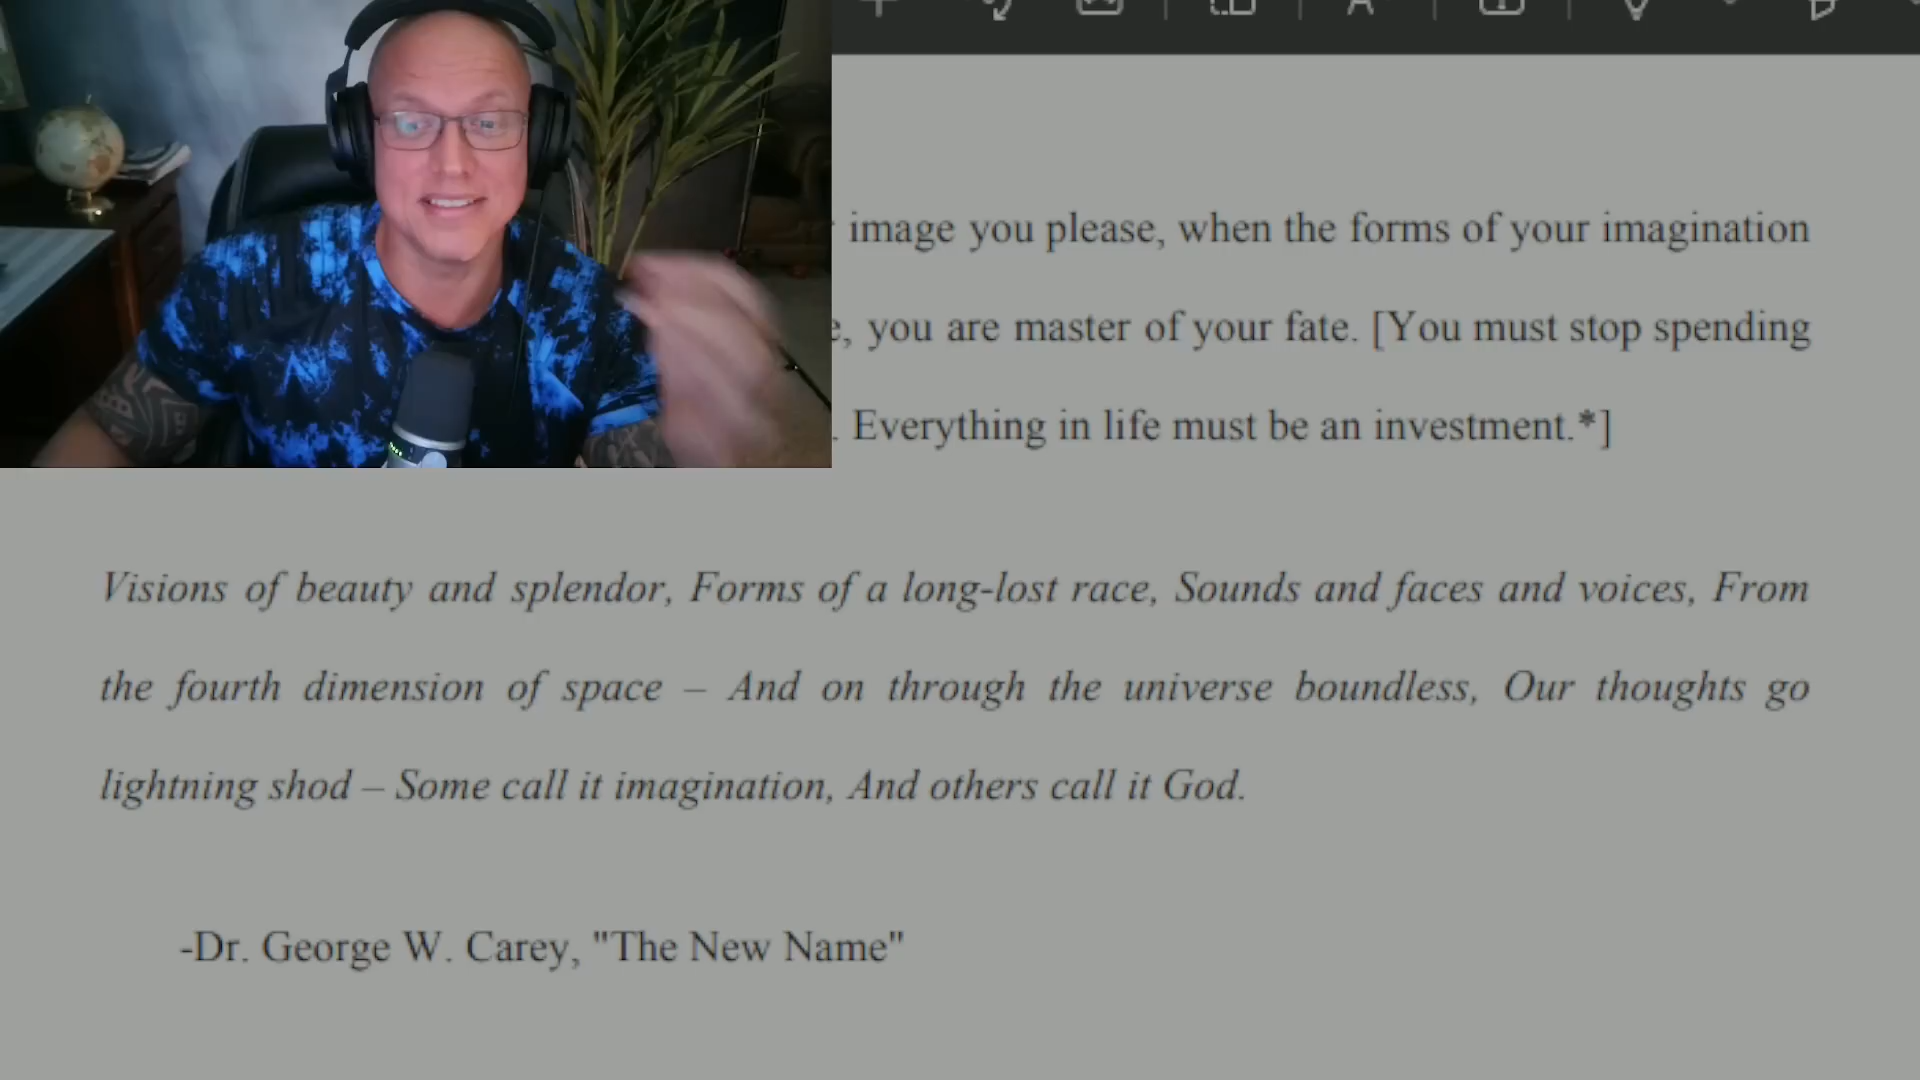 image you please, when the forms of your imagination
you are master of your fate. [You must stop spending
. Everything in life must be an investment.*]
Visions of beauty and splendor, Forms of a long-lost race, Sounds and faces and voices, From
the fourth dimension of space – And on through the universe boundless, Our thoughts go
lightning shod – Some call it imagination, And others call it God.
-Dr. George W. Carey, "The New Name"